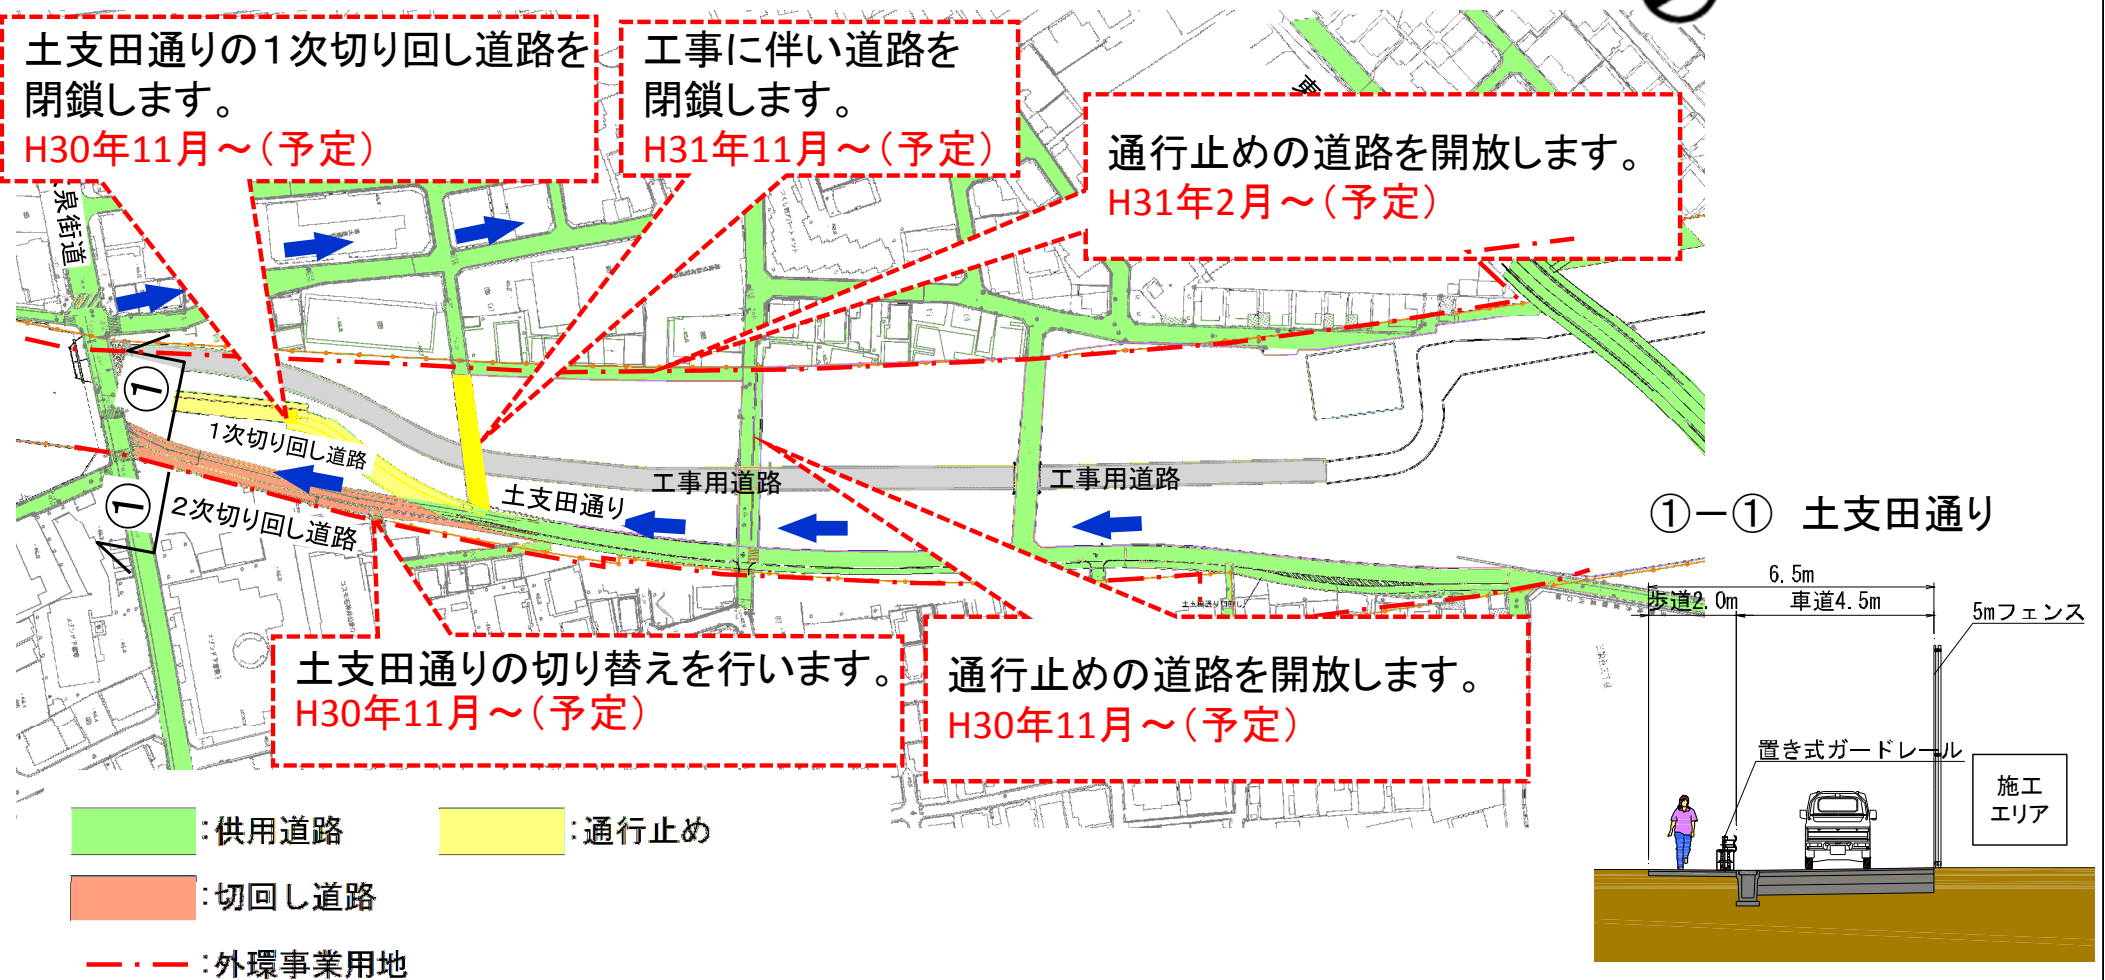 土支田通りの1次切り回し道路を
閉鎖します。
H30年11月～（予定）
工事に伴い道路を
閉鎖します。
H31年11月～（予定）
通行止めの道路を開放します。
H31年2月～（予定）
東
泉街道
①
1次切り回し道路
①
2次切り回し道路
土支田通り
工事用道路
工事用道路
土支田通りの切り替えを行います。
H30年11月～（予定）
通行止めの道路を開放します。
H30年11月～（予定）
①－① 土支田通り
6.5m
歩道2.0m
車道4.5m
5mフェンス
置き式ガードレール
施工
エリア
:供用道路
:通行止め
:切回し道路
:外環事業用地